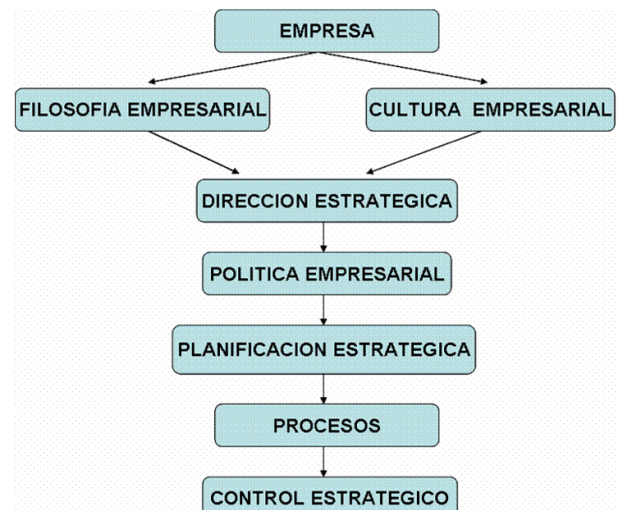 EMPRESA
FILOSOFIA EMPRESARIAL
CULTURA EMPRESARIAL
DIRECCION ESTRATEGICA
POLITICA EMPRESARIAL
PLANIFICACION ESTRATEGICA
PROCESOS
CONTROL ESTRATEGICO